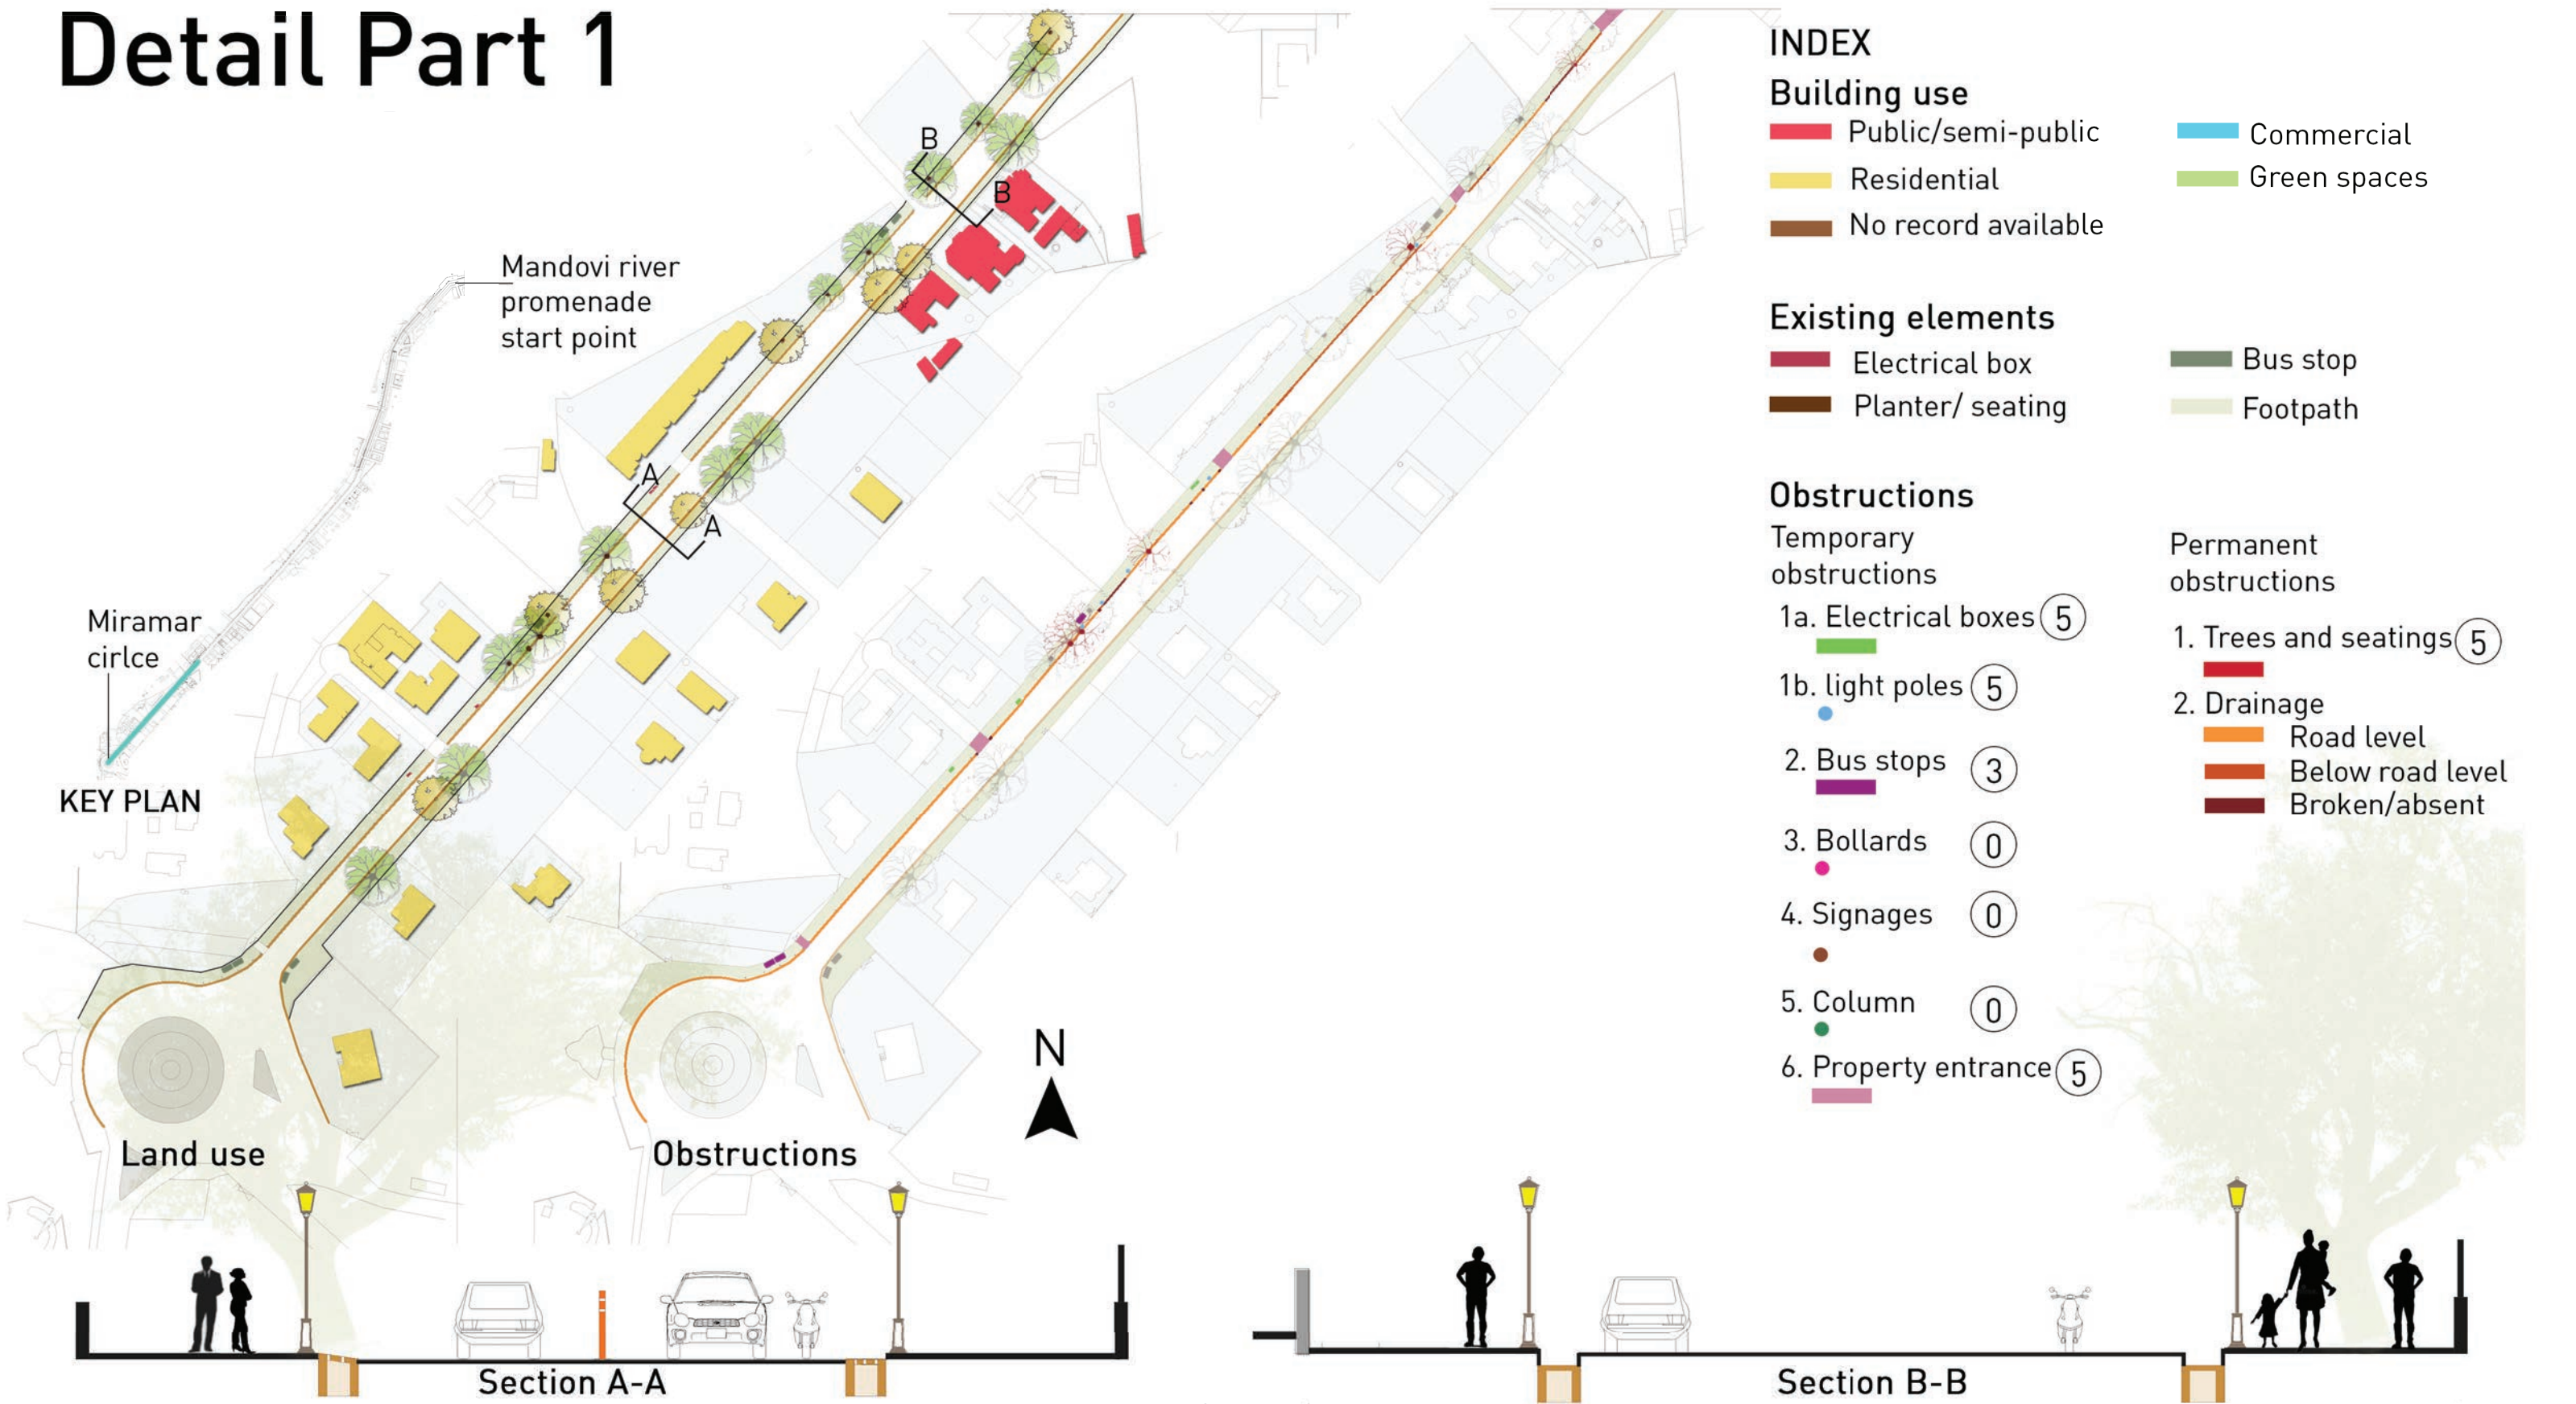 Detail Part 1
Mandovi river
promenade
start point
Miramar
cirlce
KEY PLAN
B
B
A
A
Land use
Obstructions
N
INDEX
Building use
Public/semi-public
Commercial
Residential
Green spaces
No record available
Existing elements
Electrical box
Bus stop
Planter/ seating
Footpath
Obstructions
Temporary
obstructions
1a. Electrical boxes 5
1b. light poles 5
2. Bus stops 3
3. Bollards 0
4. Signages 0
5. Column 0
6. Property entrance 5
Permanent
obstructions
1. Trees and seatings 5
2. Drainage
Road level
Below road level
Broken/absent
Section A-A
Section B-B